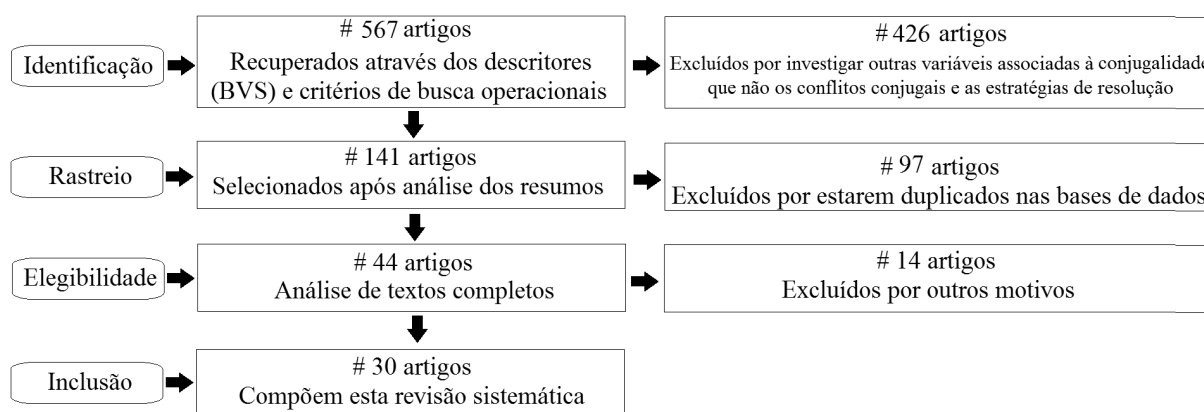 Identificação
# 567 artigos
Recuperados através dos descritores
(BVS) e critérios de busca operacionais
# 426 artigos
Excluídos por investigar outras variáveis associadas à conjugalidade
que não os conflitos conjugais e as estratégias de resolução
Rastreio
# 141 artigos
Selecionados após análise dos resumos
# 97 artigos
Excluídos por estarem duplicados nas bases de dados
Elegibilidade
# 44 artigos
Análise de textos completos
# 14 artigos
Excluídos por outros motivos
Inclusão
# 30 artigos
Compõem esta revisão sistemática